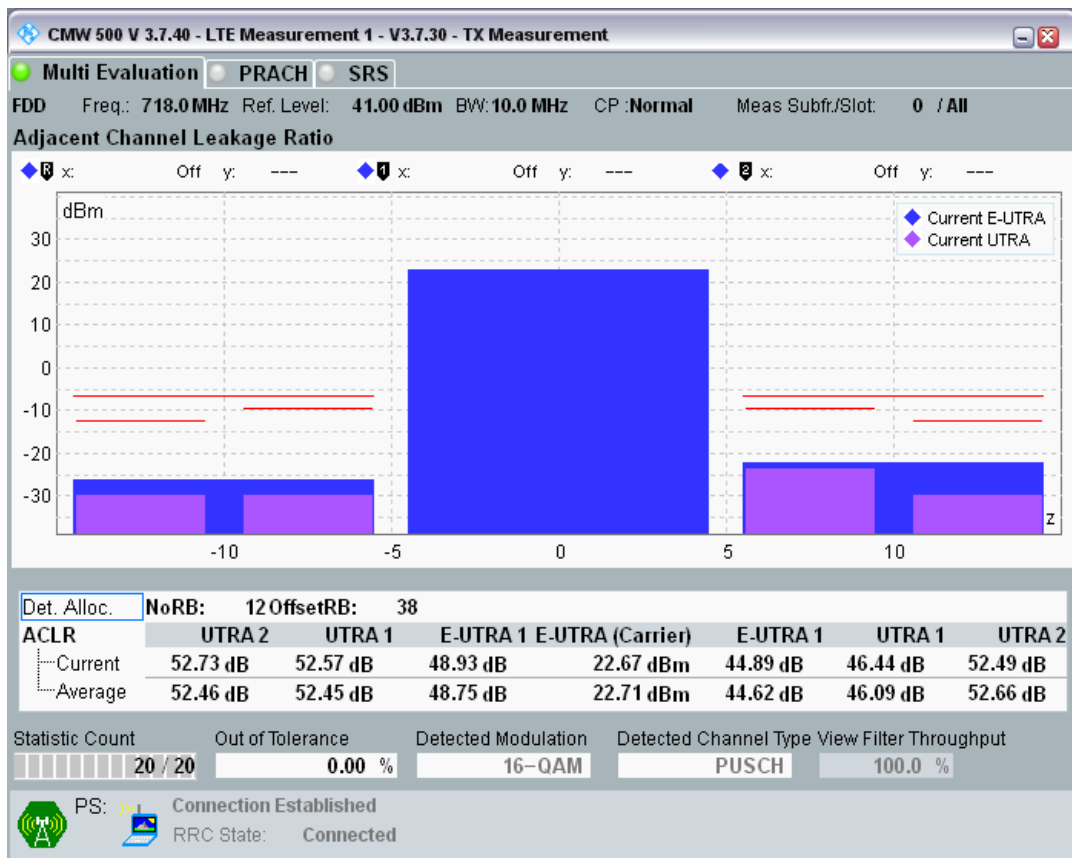 CMW 500 V 3.7.40 - LTE Measurement 1 - V3.7.30 - TX Measurement
Multi Evaluation PRACH SRS
FDD Freq.: 718.0 MHz Ref. Level: 41.00 dBm BW: 10.0 MHz CP :Normal Meas Subfr./Slot: 0 / All
Adjacent Channel Leakage Ratio
R x: Off y: --- 1 x: Off y: --- 2 x: Off y: ---
dBm
Current E-UTRA
Current UTRA
30
20
10
0
-10
-20
-30
z
-10 -5 0 5 10
Det. Alloc. NoRB: 12 OffsetRB: 38
ACLR UTRA 2 UTRA 1 E-UTRA 1 E-UTRA (Carrier) E-UTRA 1 UTRA 1 UTRA 2
Current 52.73 dB 52.57 dB 48.93 dB 22.67 dBm 44.89 dB 46.44 dB 52.49 dB
Average 52.46 dB 52.45 dB 48.75 dB 22.71 dBm 44.62 dB 46.09 dB 52.66 dB
Statistic Count Out of Tolerance Detected Modulation Detected Channel Type View Filter Throughput
20 / 20 0.00 % 16-QAM PUSCH 100.0 %
PS: Connection Established
RRC State: Connected